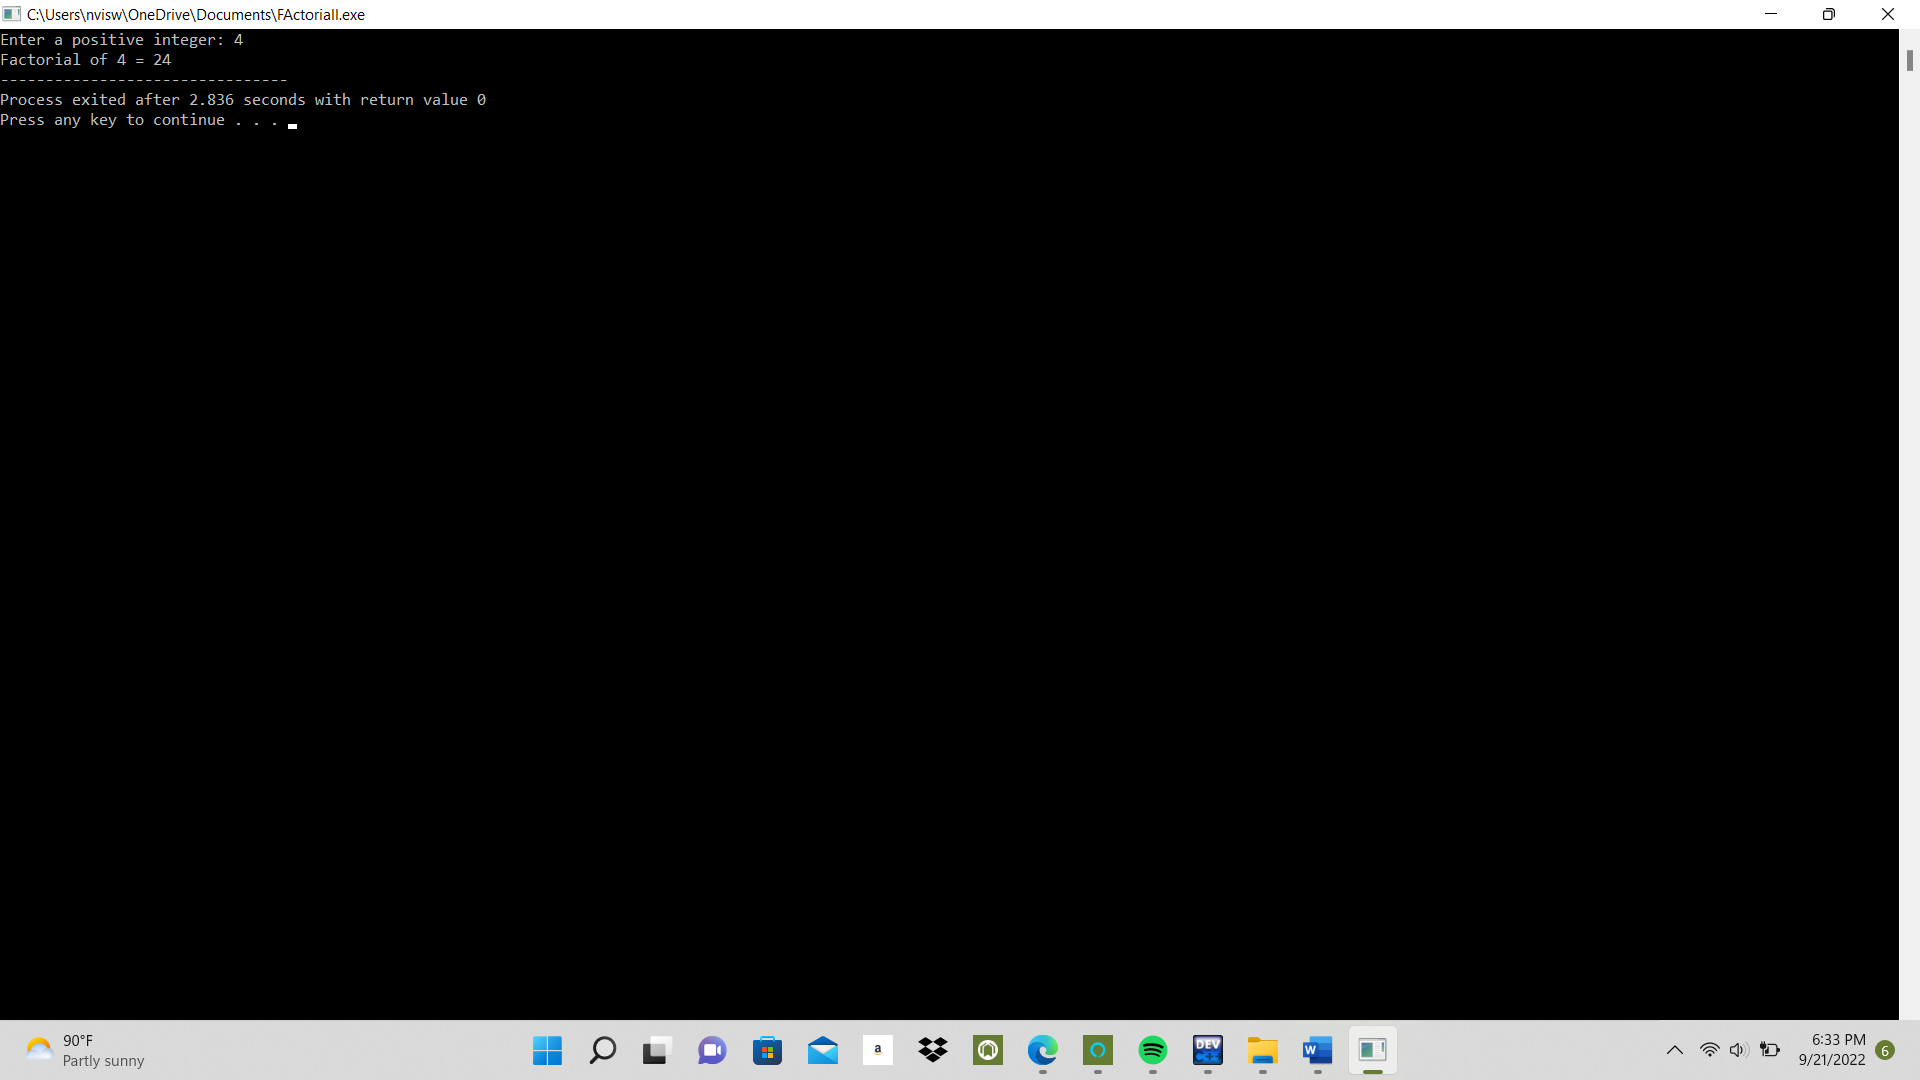 C:\Users\nvisw\OneDrive\Documents\FActoriall.exe
Enter a positive integer: 4
Factorial of 4 = 24
--------------------------------
Process exited after 2.836 seconds with return value 0
Press any key to continue . . .
90°F
Partly sunny
a
DEV
C++
W
6:33 PM
9/21/2022
6